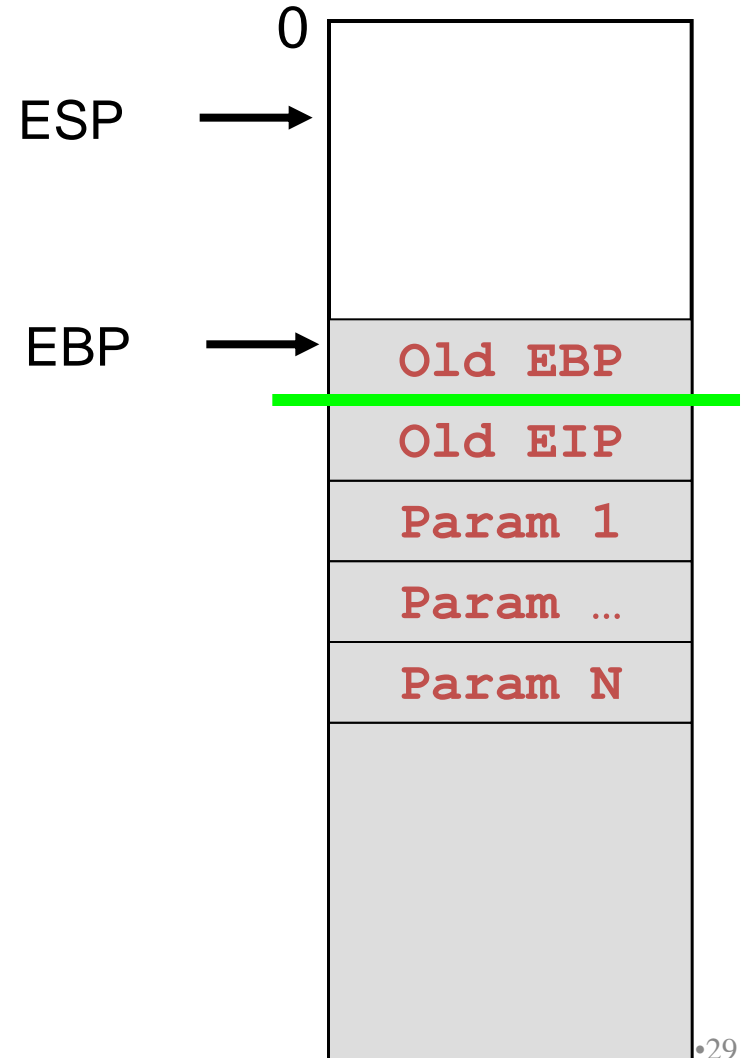 0
ESP
EBP
Old EBP
Old EIP
Param 1
Param …
Param N
•29